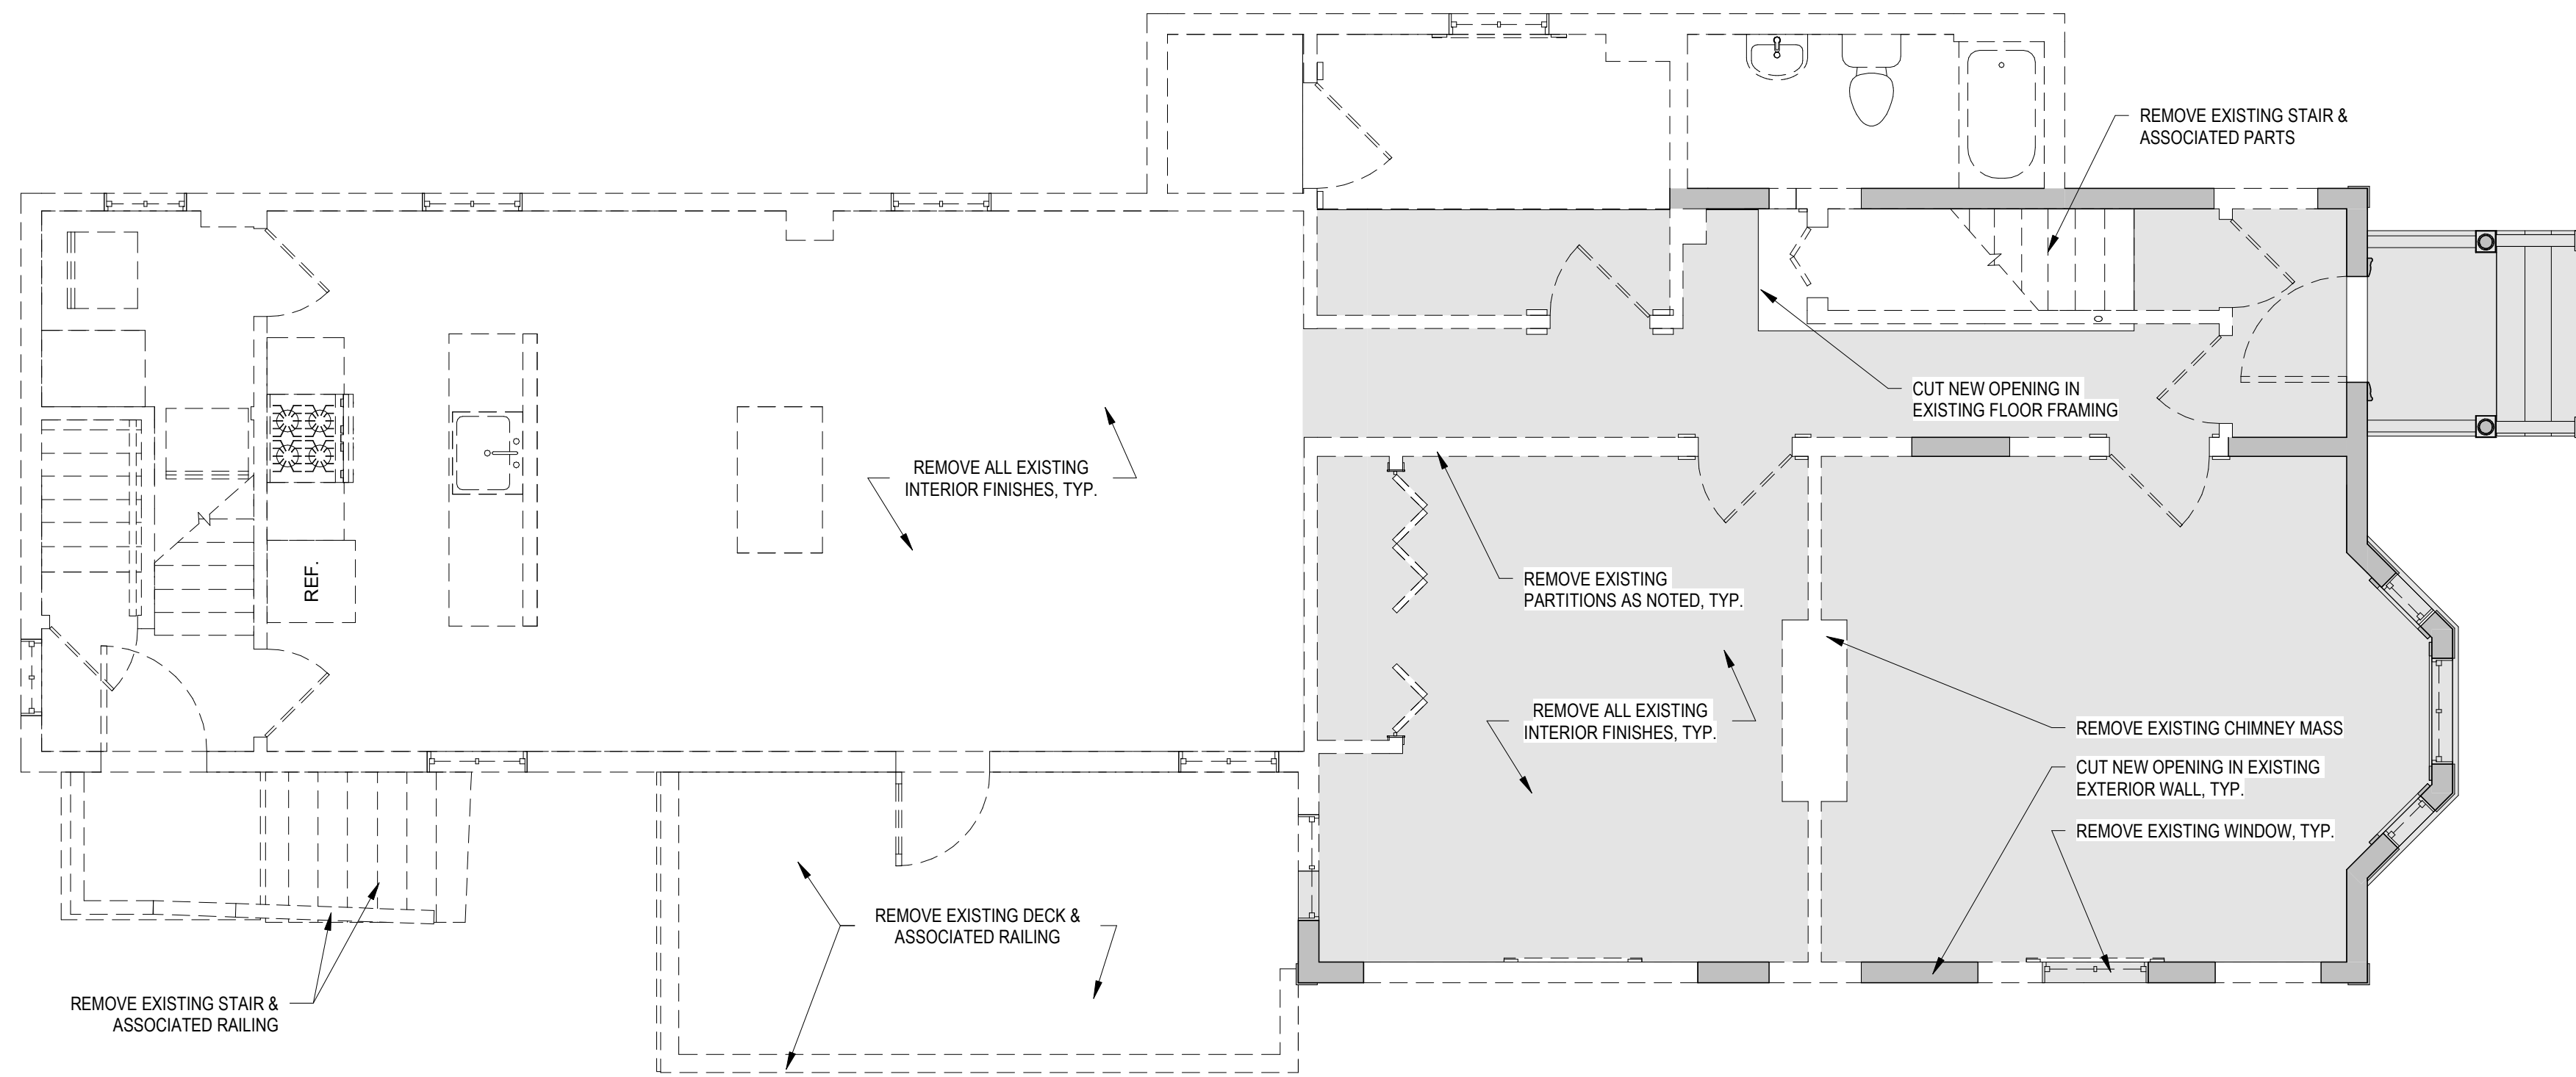 REMOVE EXISTING STAIR &
ASSOCIATED PARTS
CUT NEW OPENING IN
EXISTING FLOOR FRAMING
REMOVE ALL EXISTING
INTERIOR FINISHES, TYP.
REF.
REMOVE EXISTING
PARTITIONS AS NOTED, TYP.
REMOVE ALL EXISTING
INTERIOR FINISHES, TYP.
REMOVE EXISTING CHIMNEY MASS
CUT NEW OPENING IN EXISTING
EXTERIOR WALL, TYP.
REMOVE EXISTING WINDOW, TYP.
REMOVE EXISTING DECK &
ASSOCIATED RAILING
REMOVE EXISTING STAIR &
ASSOCIATED RAILING